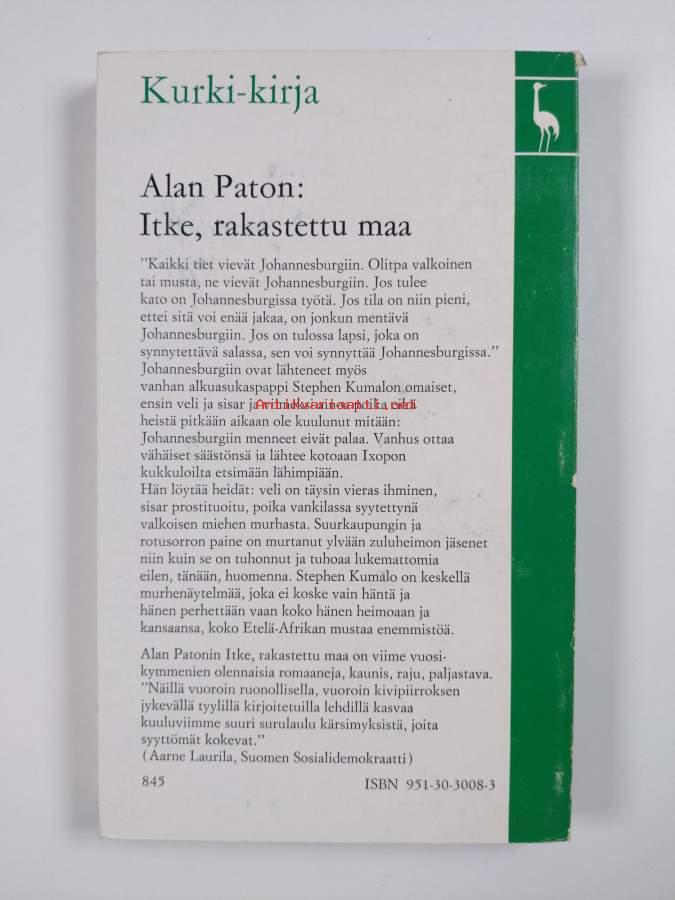 Kurki-kirja
Alan Paton:
Itke, rakastettu maa
"Kaikki tiet vievät Johannesburgiin. Olitpa valkoinen
tai musta, ne vievät Johannesburgiin. Jos tulee
kato on Johannesburgissa työtä. Jos tila on niin pieni,
ettei sitä voi enää jakaa, on jonkun mentävä
Johannesburgiin. Jos on tulossa lapsi, joka on
synnytettävä salassa, sen voi synnyttää Johannesburgissa."
Johannesburgiin ovat lähteneet myös
vanhan alkuasukaspappi Stephen Kumalon omaiset,
ensin veli ja sisar ja eikä
heistä pitkään aikaan ole kuulunut mitään:
Johannesburgiin menneet eivät palaa. Vanhus ottaa
vähäiset säästönsä ja lähtee kotoaan Ixopon
kukkuloilta etsimään lähimpiään.
Hän löytää heidät: veli on täysin vieras ihminen,
sisar prostituoitu, poika vankilassa syytettynä
valkoisen miehen murhasta. Suurkaupungin ja
rotusorron paine on murtanut ylvään zuluheimon jäsenet
niin kuin se on tuhonnut ja tuhoaa lukemattomia
eilen, tänään, huomenna. Stephen Kumalo on keskellä
murhenäytelmää, joka ei koske vain häntä ja
hänen perhettään vaan koko hänen heimoaan ja
kansaansa, koko Etelä-Afrikan mustaa enemmistöä.
Alan Patonin Itke, rakastettu maa on viime vuosi-
kymmenien olennaisia romaaneja, kaunis, raju, paljastava.
"Näillä vuoroin ruonollisella, vuoroin kivipiirroksen
jykevällä tyylillä kirjoitetuilla lehdillä kasvaa
kuuluviimme suuri surulaulu kärsimyksistä, joita
syyttömät kokevat."
(Aarne Laurila, Suomen Sosialidemokraatti)
845 ISBN 951-30-3008-3